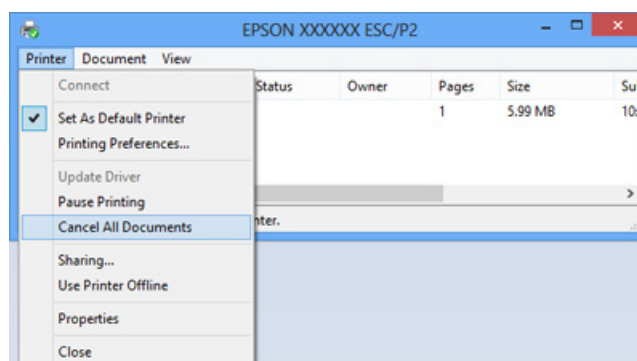 EPSON XXXXXX ESC/P2
Printer Document View
Status Owner Pages Size
1 5.99 MB
Connect
Set As Default Printer
Printing Preferences...
Update Driver
Pause Printing
Cancel All Documents
Sharing...
Use Printer Offline
Properties
Close